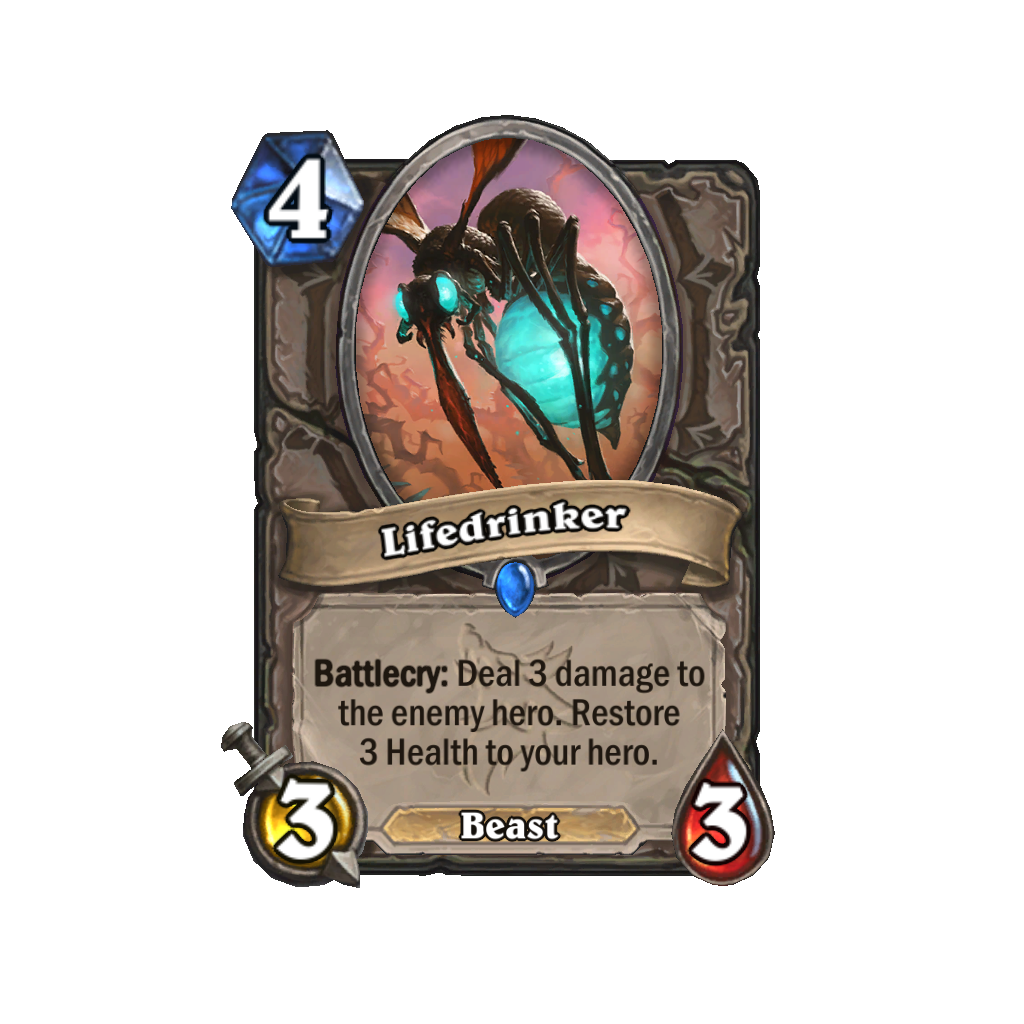 4
Lifedrinker
Battlecry: Deal 3 damage to
the enemy hero. Restore
3 Health to your hero.
3
Beast
3